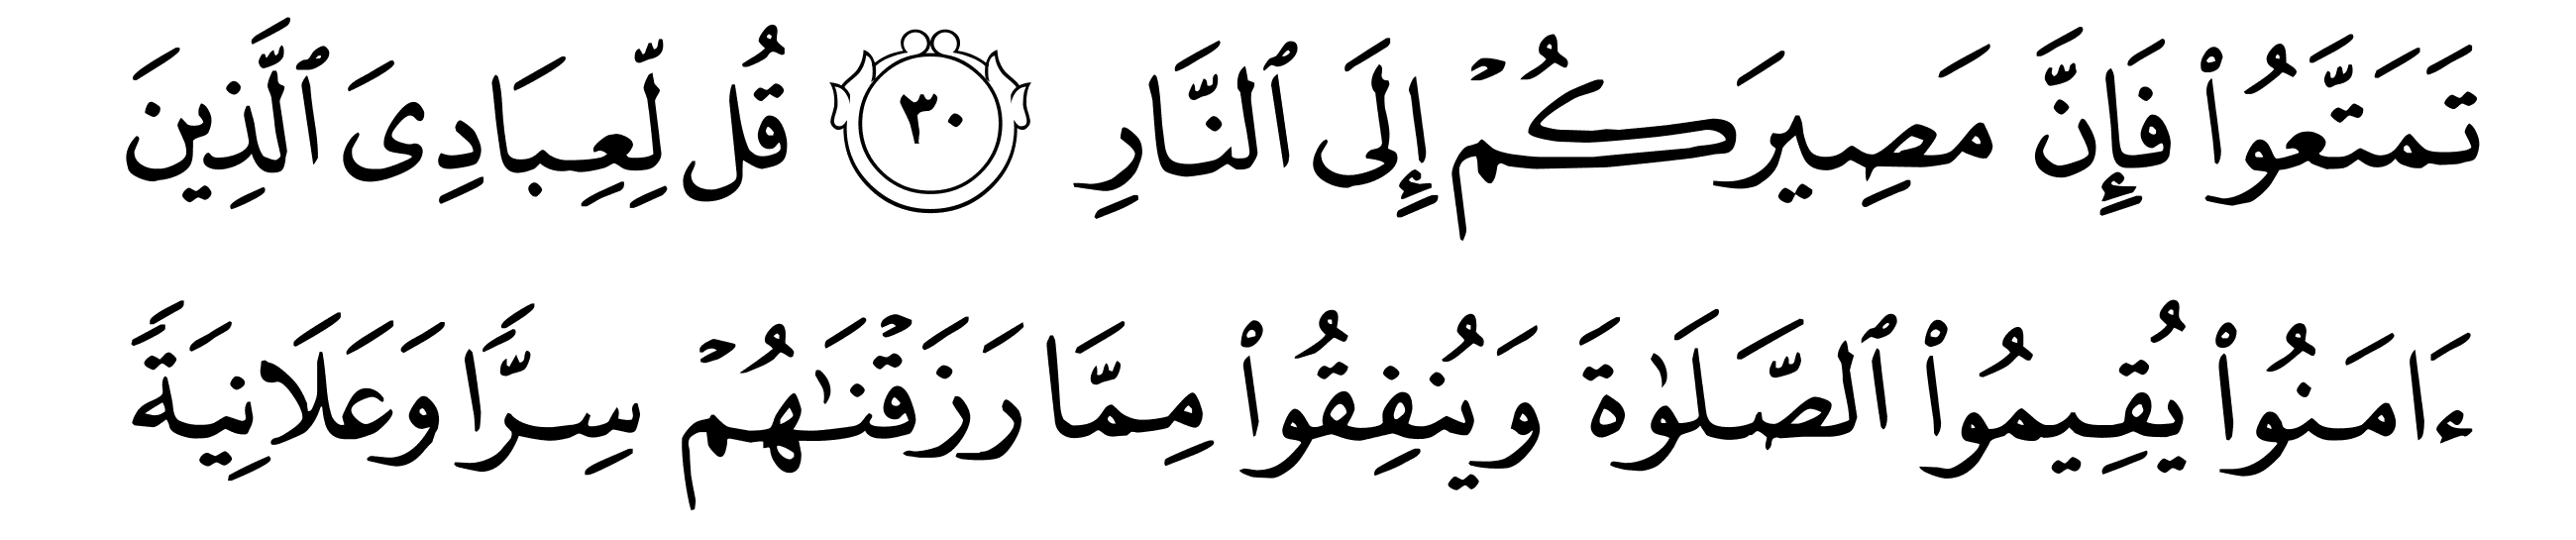 تَمَتَّعُوا۟ فَإِنَّ مَصِيرَكُمْ إِلَى ٱلنَّارِ ٣٠ قُل لِّعِبَادِىَ ٱلَّذِينَ
ءَامَنُوا۟ يُقِيمُوا۟ ٱلصَّلَوٰةَ وَيُنفِقُوا۟ مِمَّا رَزَقْنَـٰهُمْ سِرًّا وَعَلَانِيَةً